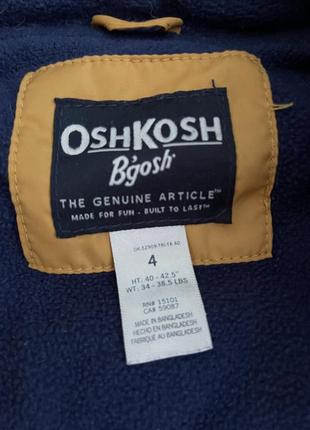 OSHKOSH
B'gosh
THE GENUINE ARTICLE™
MADE FOR FUN - BUILT TO LAST™
4
HT: 40 - 42.5"
WT: 34 - 38.5 LBS
RN# 15101
CA# 59087
MADE IN BANGLADESH
HECHO EN BANGLADESH
FABRIQUÉ AU BANGLADESH